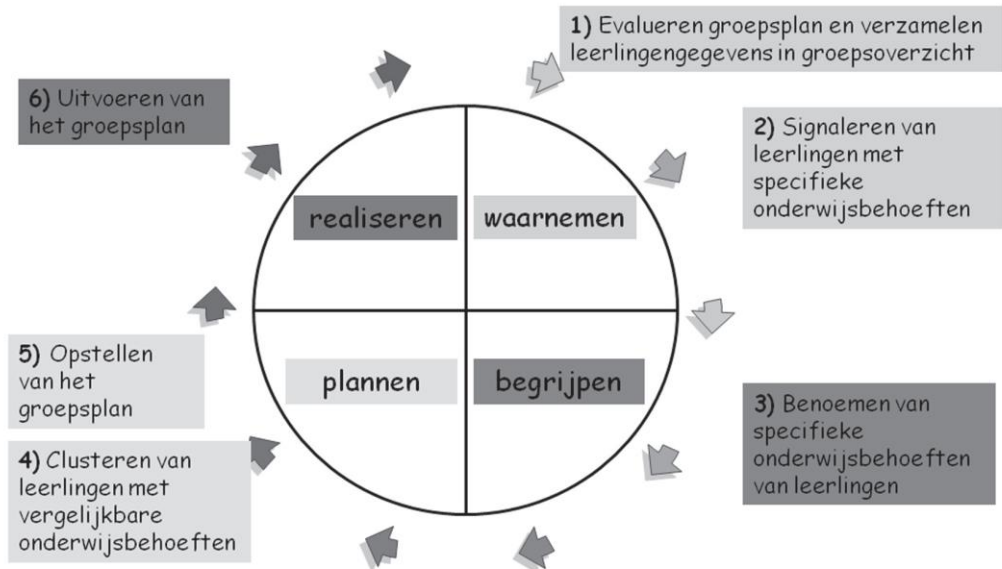 1) Evalueren groepsplan en verzamelen
leerlingengegevens in groepsoverzicht
6) Uitvoeren van
het groepsplan
2) Signaleren van
leerlingen met
specifieke
onderwijsbehoeften
realiseren
waarnemen
5) Opstellen
van het
groepsplan
plannen
begrijpen
3) Benoemen van
specifieke
onderwijsbehoeften
van leerlingen
4) Clusteren van
leerlingen met
vergelijkbare
onderwijsbehoeften